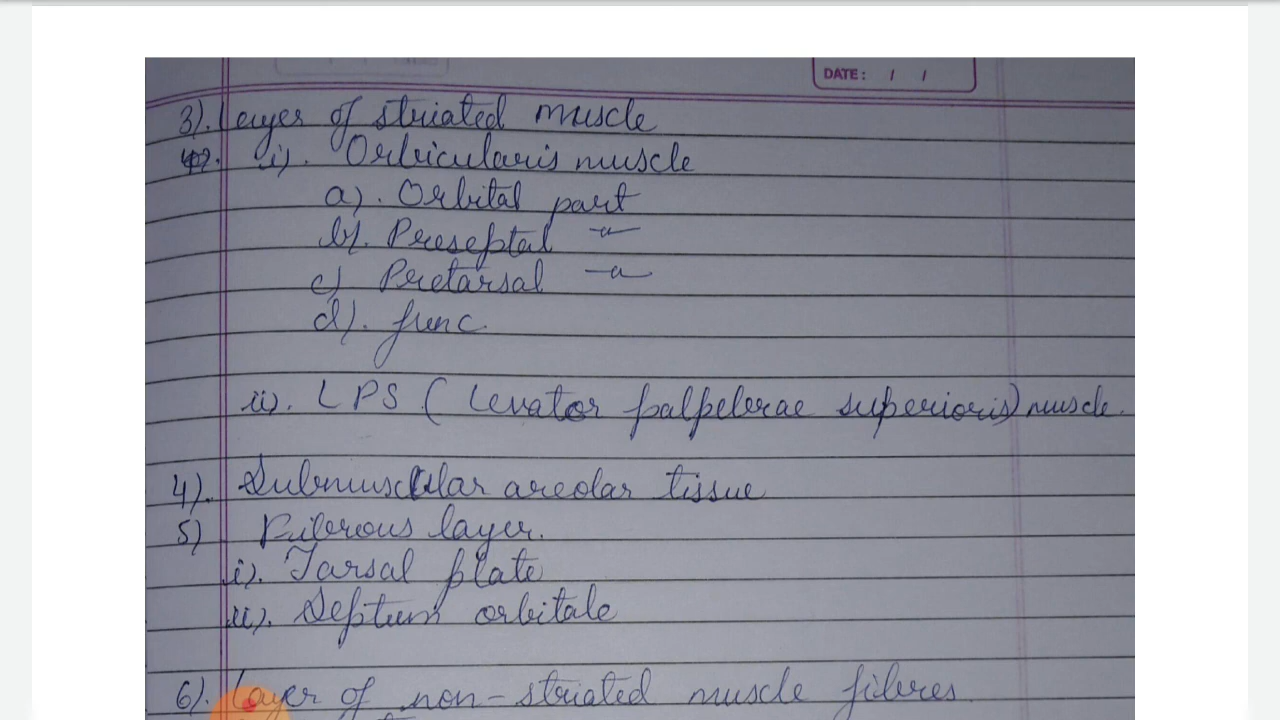 DATE: / /
3). Layer of striated muscle
i). Orbicularis muscle
a). Orbital part
b). Preseptal -"-
c) Pretarsal -"-
d). func.
ii). LPS (Levator palpebrae superioris) muscle.
4). Submuscular areolar tissue
5) Fibrous layer.
i). Tarsal plate
ii). Septum orbitale
6). Layer of non-striated muscle fibres.